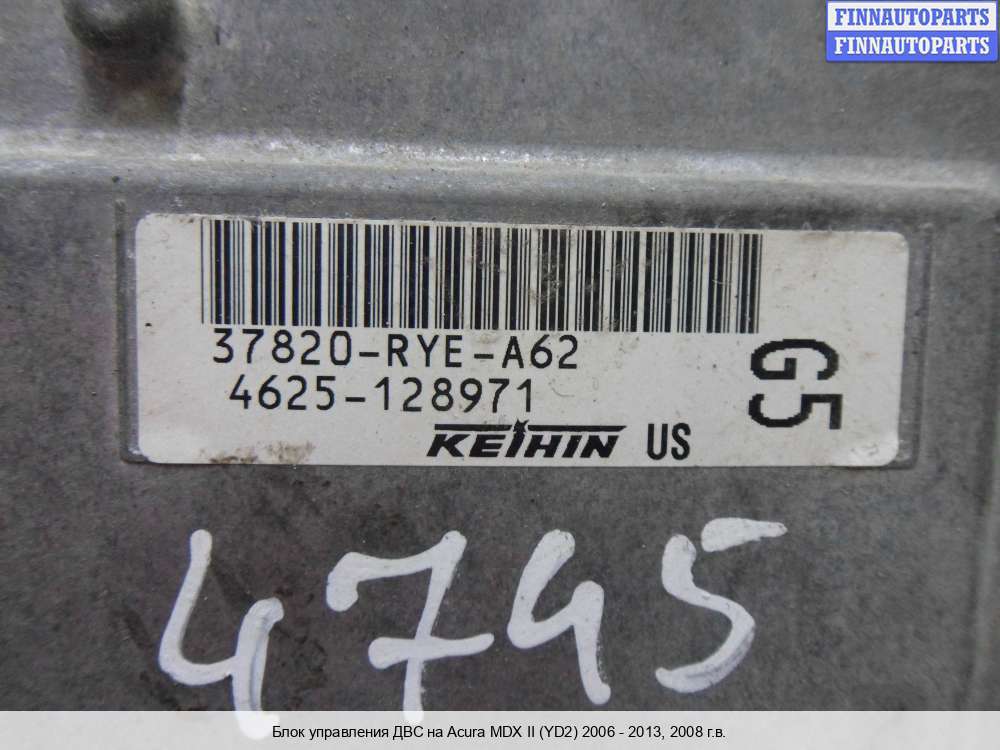 FINNAUTOPARTS
FINNAUTOPARTS
37820-RYE-A62
4625-128971
G5
KEIHIN US
4745
Блок управления ДВС на Acura MDX II (YD2) 2006 - 2013, 2008 г.в.